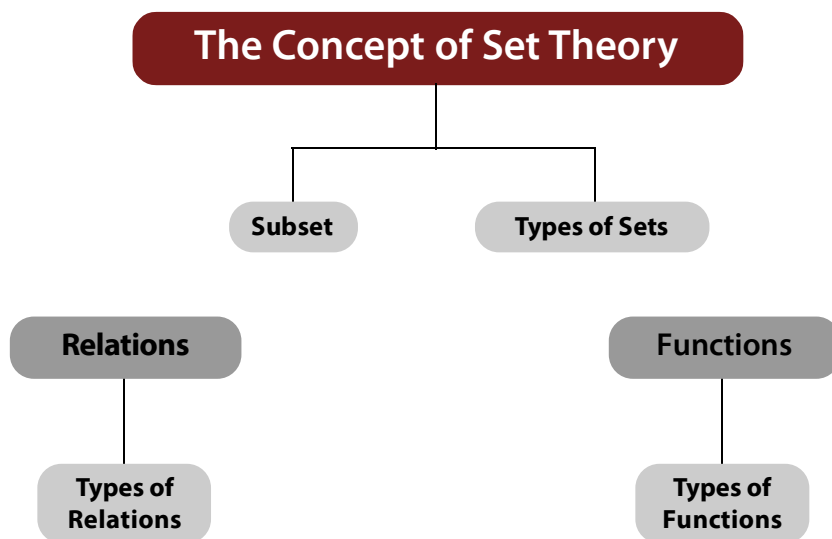 The Concept of Set Theory
Subset
Types of Sets
Relations
Functions
Types of
Relations
Types of
Functions